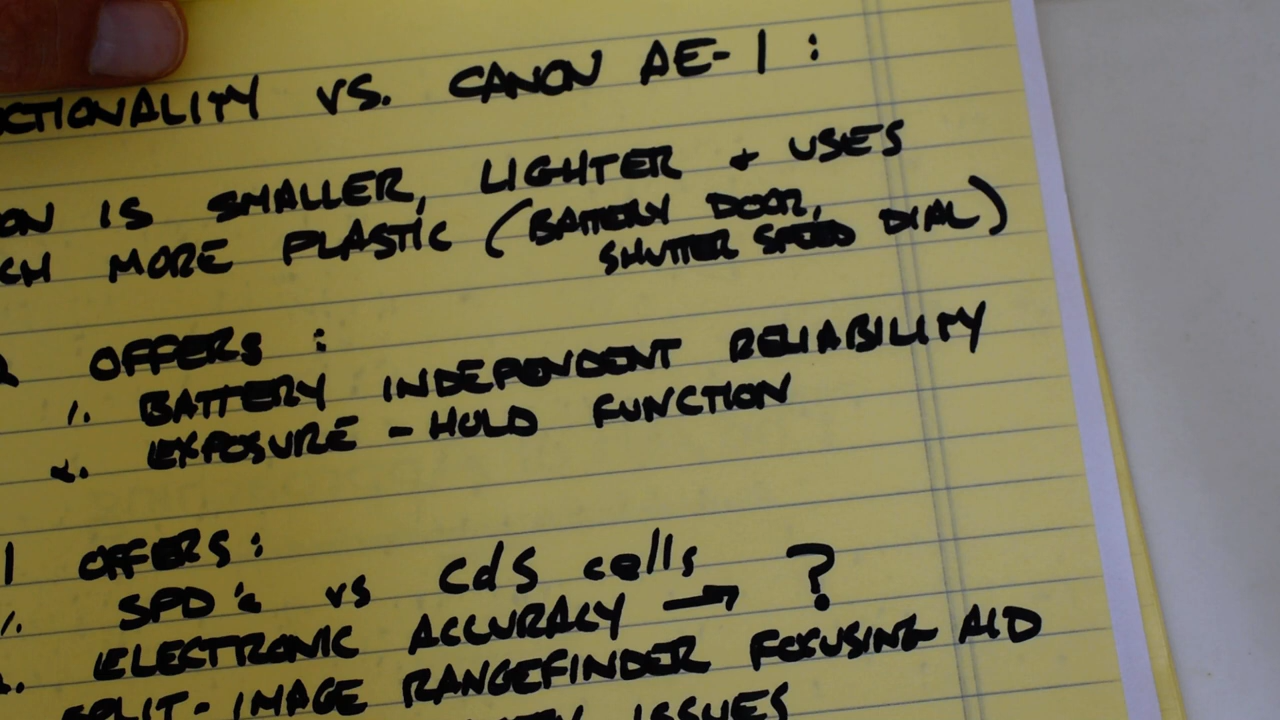 CTIONALITY VS. CANON AE-1 :
ON IS SMALLER, LIGHTER + USES
CH MORE PLASTIC (BATTERY DOOR,
SHUTTER SPEED DIAL)
OFFERS :
1. BATTERY INDEPENDENT RELIABILITY
2. EXPOSURE - HOLD FUNCTION
1 OFFERS :
1. SPD's vs CdS cells
2. ELECTRONIC ACCURACY → ?
SPLIT-IMAGE RANGEFINDER FOCUSING AID
ISSUES